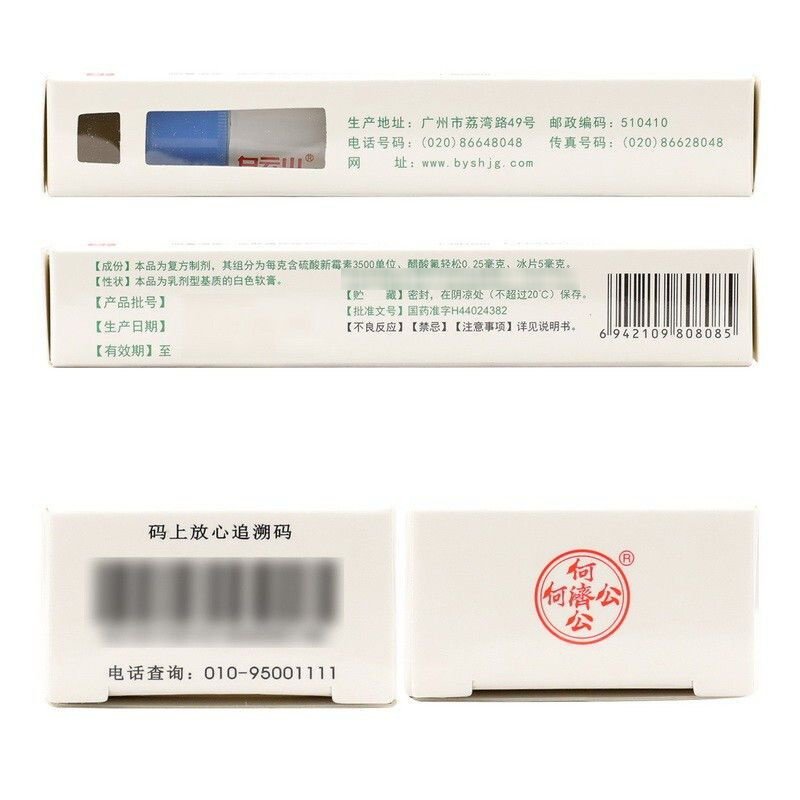 白云山®
生产地址：广州市荔湾路49号 邮政编码：510410
电话号码：(020)86648048 传真号码：(020)86628048
网 址：www.byshjg.com
【成份】本品为复方制剂，其组分为每克含硫酸新霉素3500单位、醋酸氟轻松0.25毫克、冰片5毫克。
【性状】本品为乳剂型基质的白色软膏。
【产品批号】
【生产日期】
【有效期】至
【贮 藏】密封，在阴凉处（不超过20℃）保存。
【批准文号】国药准字H44024382
【不良反应】【禁忌】【注意事项】详见说明书。
6 942109 808085
码上放心追溯码
电话查询：010-95001111
何
何濟公
公
®